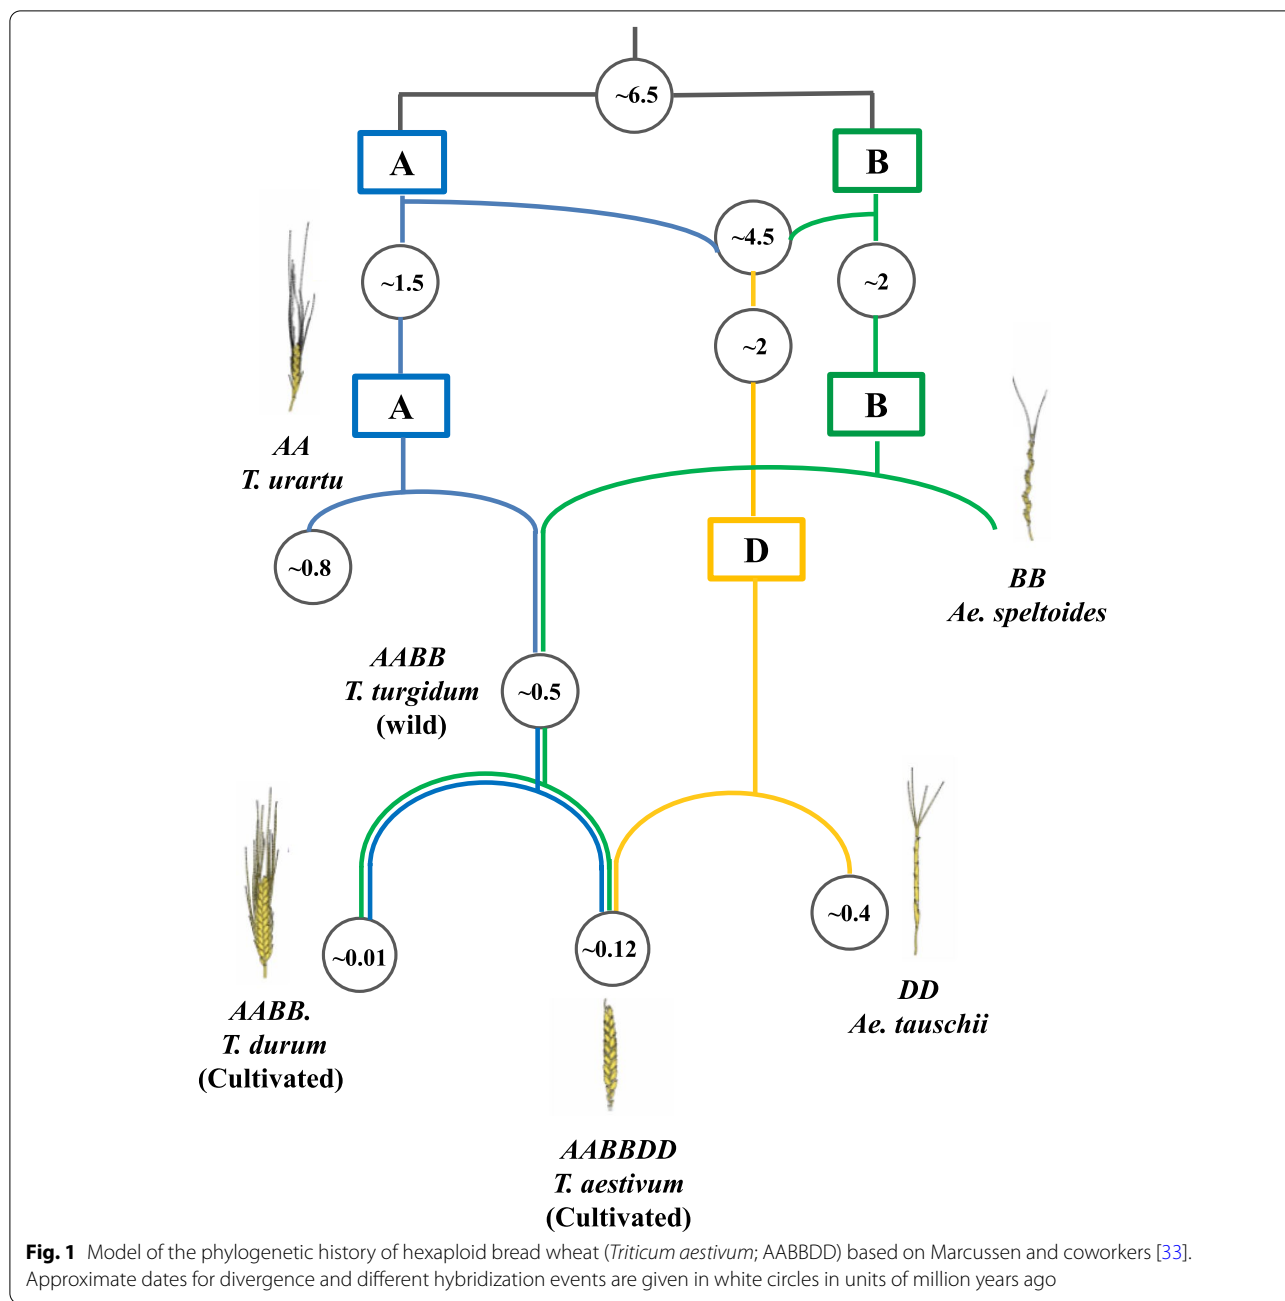 ~6.5
A
B
~4.5
~1.5
~2
~2
A
B
AA
T. urartu
D
~0.8
BB
Ae. speltoides
AABB
T. turgidum
(wild)
~0.5
~0.4
~0.01
~0.12
DD
Ae. tauschii
AABB.
T. durum
(Cultivated)
AABBDD
T. aestivum
(Cultivated)
Fig. 1 Model of the phylogenetic history of hexaploid bread wheat (Triticum aestivum; AABBDD) based on Marcussen and coworkers [33].
Approximate dates for divergence and different hybridization events are given in white circles in units of million years ago